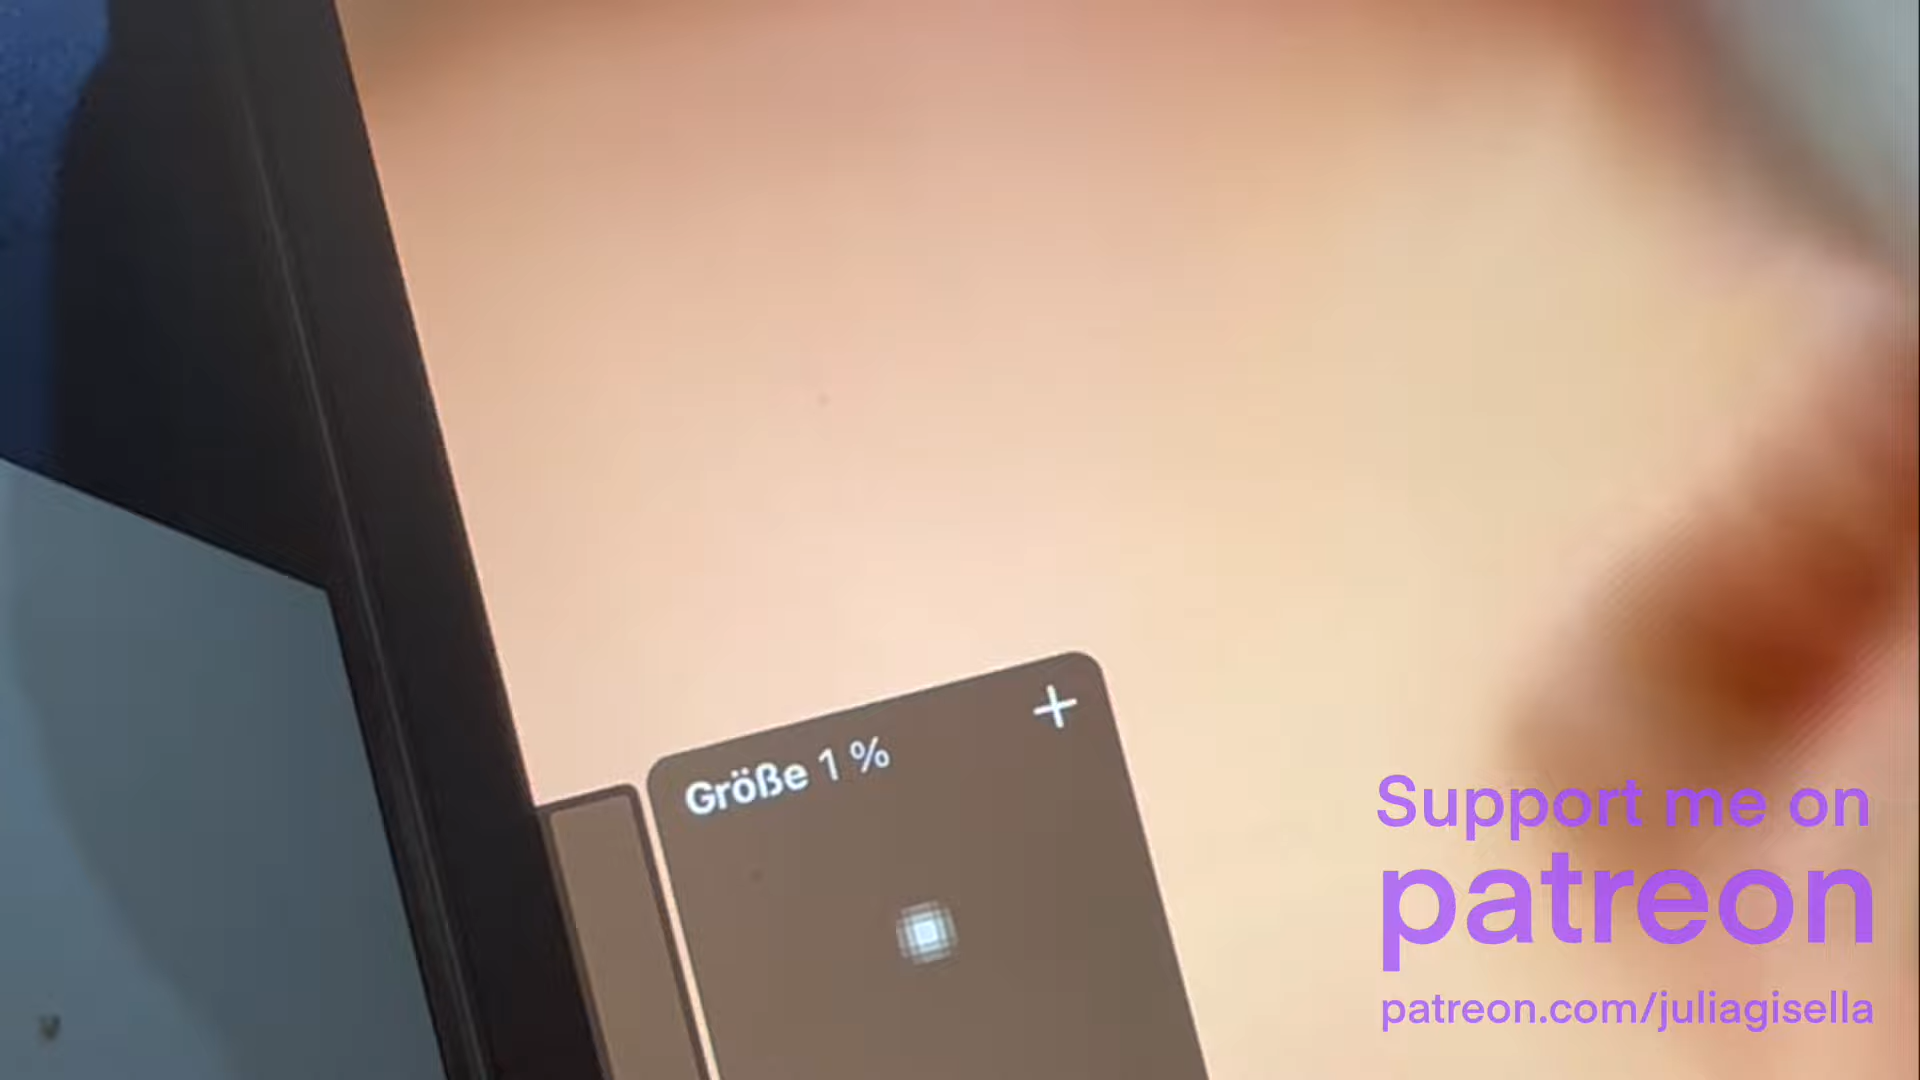 Größe 1 %
+
Support me on
patreon
patreon.com/juliagisella